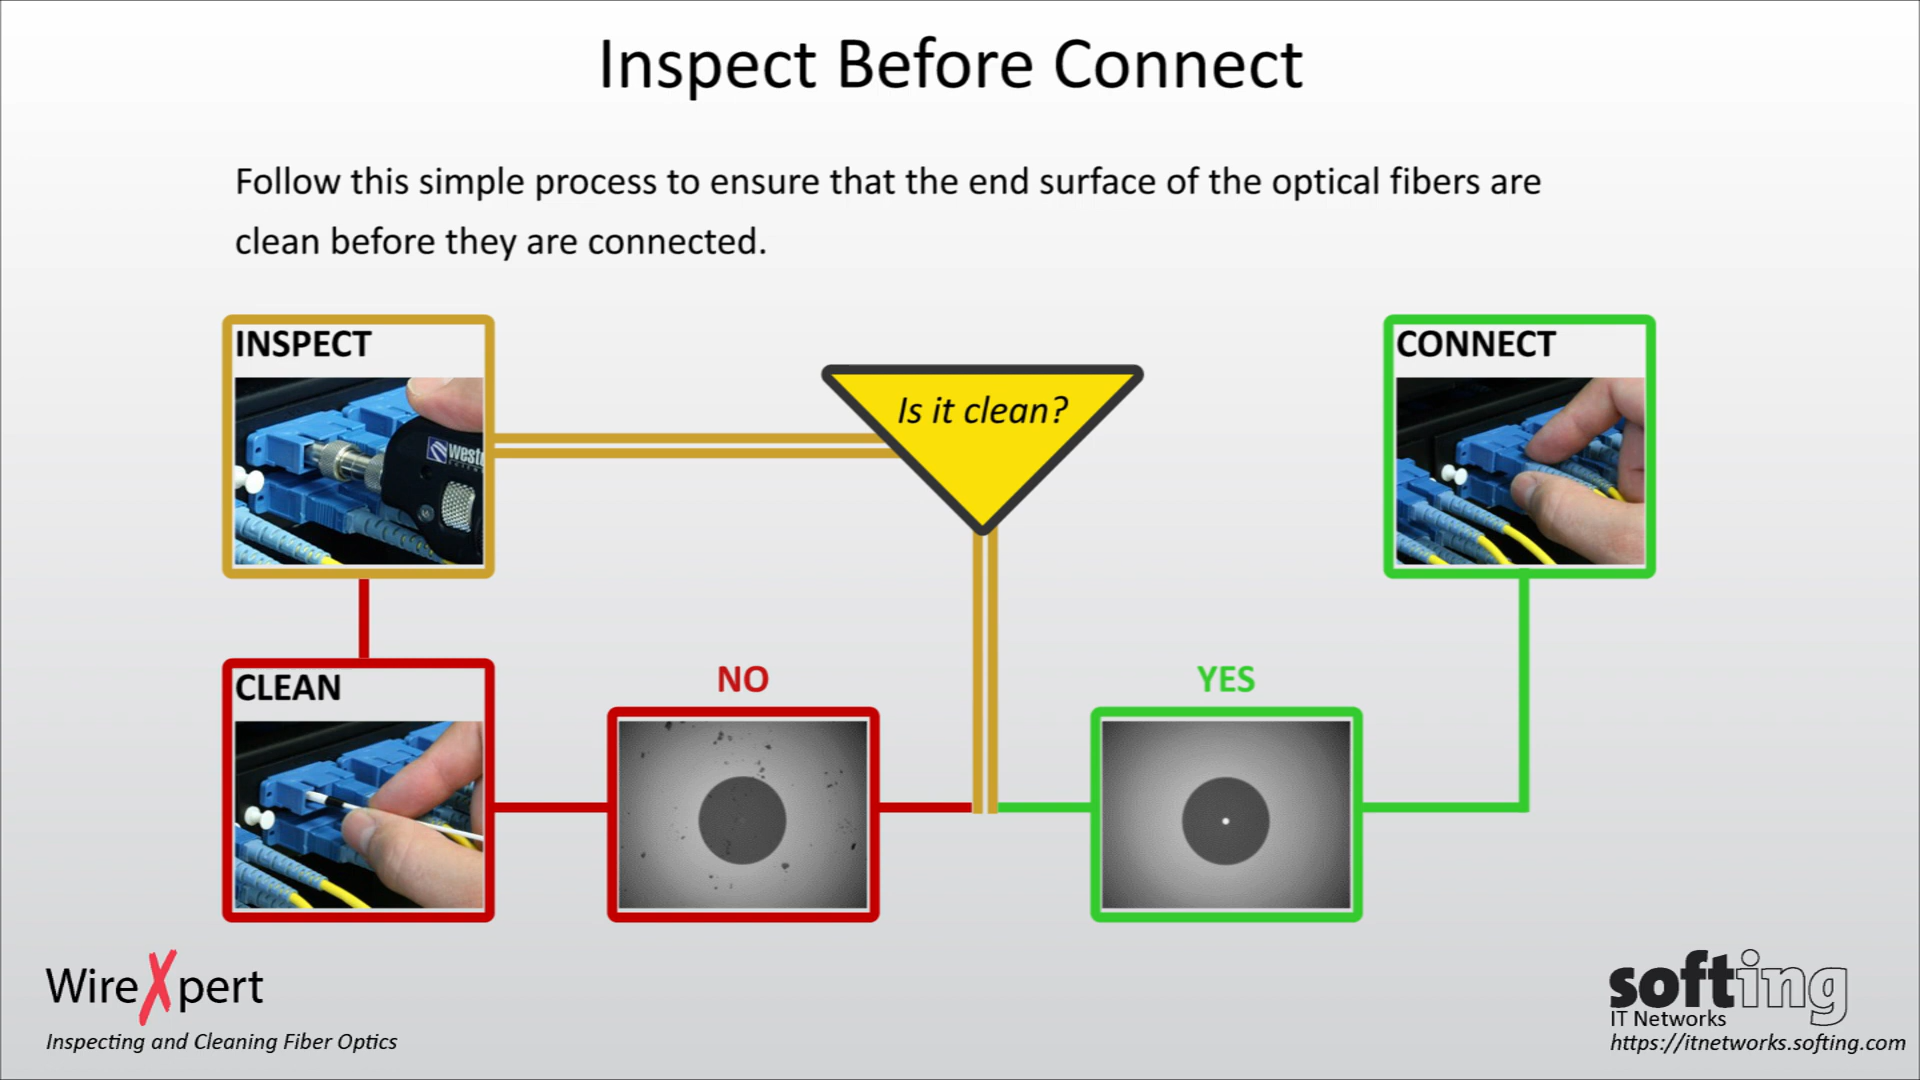 Inspect Before Connect
Follow this simple process to ensure that the end surface of the optical fibers are
clean before they are connected.
INSPECT
Is it clean?
CONNECT
CLEAN
NO
YES
WireXpert
Inspecting and Cleaning Fiber Optics
softing
IT Networks
https://itnetworks.softing.com